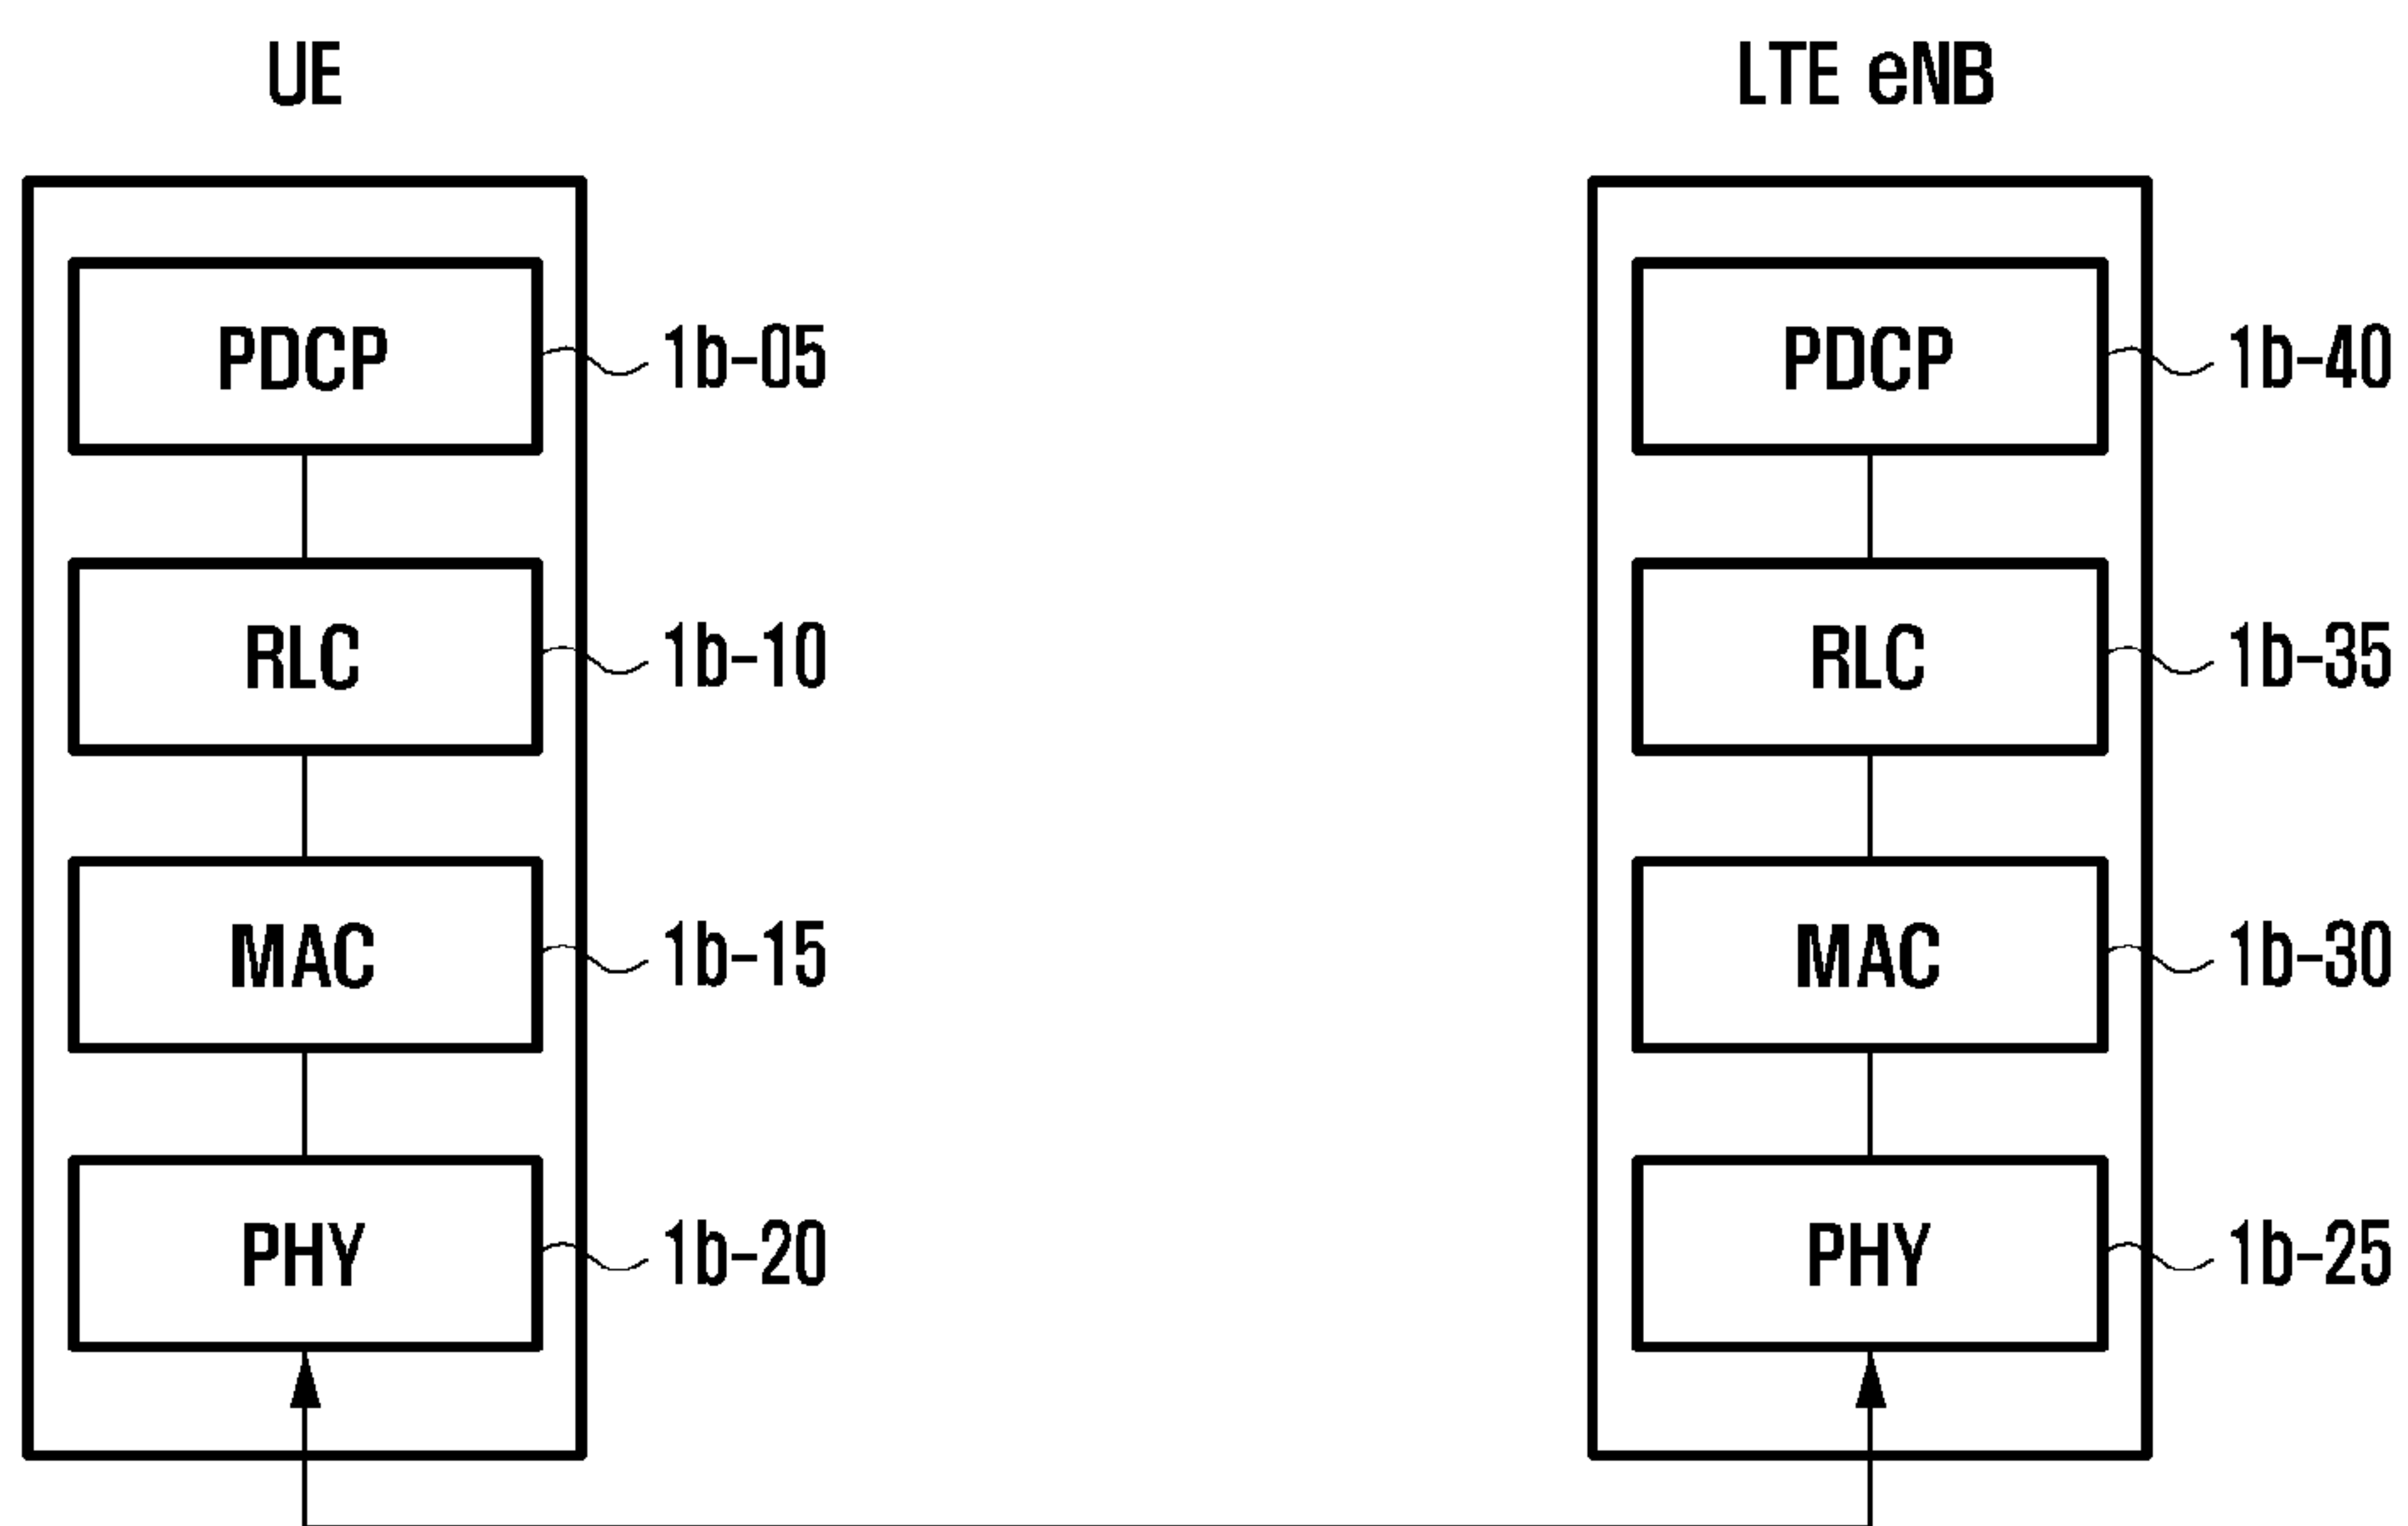 UE LTE eNB
PDCP 1b-05 PDCP 1b-40
RLC 1b-10 RLC 1b-35
MAC 1b-15 MAC 1b-30
PHY 1b-20 PHY 1b-25